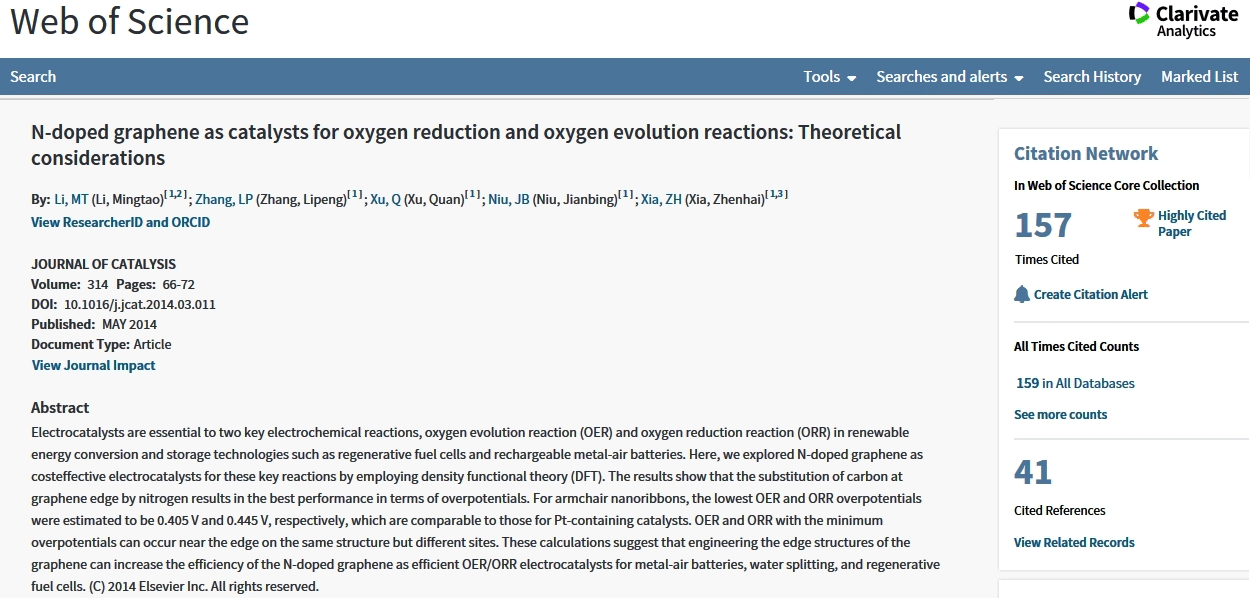 Web of Science
Clarivate
Analytics
Search
Tools
Searches and alerts
Search History
Marked List
N-doped graphene as catalysts for oxygen reduction and oxygen evolution reactions: Theoretical
considerations
By: Li, MT (Li, Mingtao)[1,2]; Zhang, LP (Zhang, Lipeng)[1]; Xu, Q (Xu, Quan)[1]; Niu, JB (Niu, Jianbing)[1]; Xia, ZH (Xia, Zhenhai)[1,3]
View ResearcherID and ORCID
JOURNAL OF CATALYSIS
Volume: 314 Pages: 66-72
DOI: 10.1016/j.jcat.2014.03.011
Published: MAY 2014
Document Type: Article
View Journal Impact
Abstract
Electrocatalysts are essential to two key electrochemical reactions, oxygen evolution reaction (OER) and oxygen reduction reaction (ORR) in renewable
energy conversion and storage technologies such as regenerative fuel cells and rechargeable metal-air batteries. Here, we explored N-doped graphene as
costeffective electrocatalysts for these key reactions by employing density functional theory (DFT). The results show that the substitution of carbon at
graphene edge by nitrogen results in the best performance in terms of overpotentials. For armchair nanoribbons, the lowest OER and ORR overpotentials
were estimated to be 0.405 V and 0.445 V, respectively, which are comparable to those for Pt-containing catalysts. OER and ORR with the minimum
overpotentials can occur near the edge on the same structure but different sites. These calculations suggest that engineering the edge structures of the
graphene can increase the efficiency of the N-doped graphene as efficient OER/ORR electrocatalysts for metal-air batteries, water splitting, and regenerative
fuel cells. (C) 2014 Elsevier Inc. All rights reserved.
Citation Network
In Web of Science Core Collection
157
Highly Cited
Paper
Times Cited
Create Citation Alert
All Times Cited Counts
159 in All Databases
See more counts
41
Cited References
View Related Records